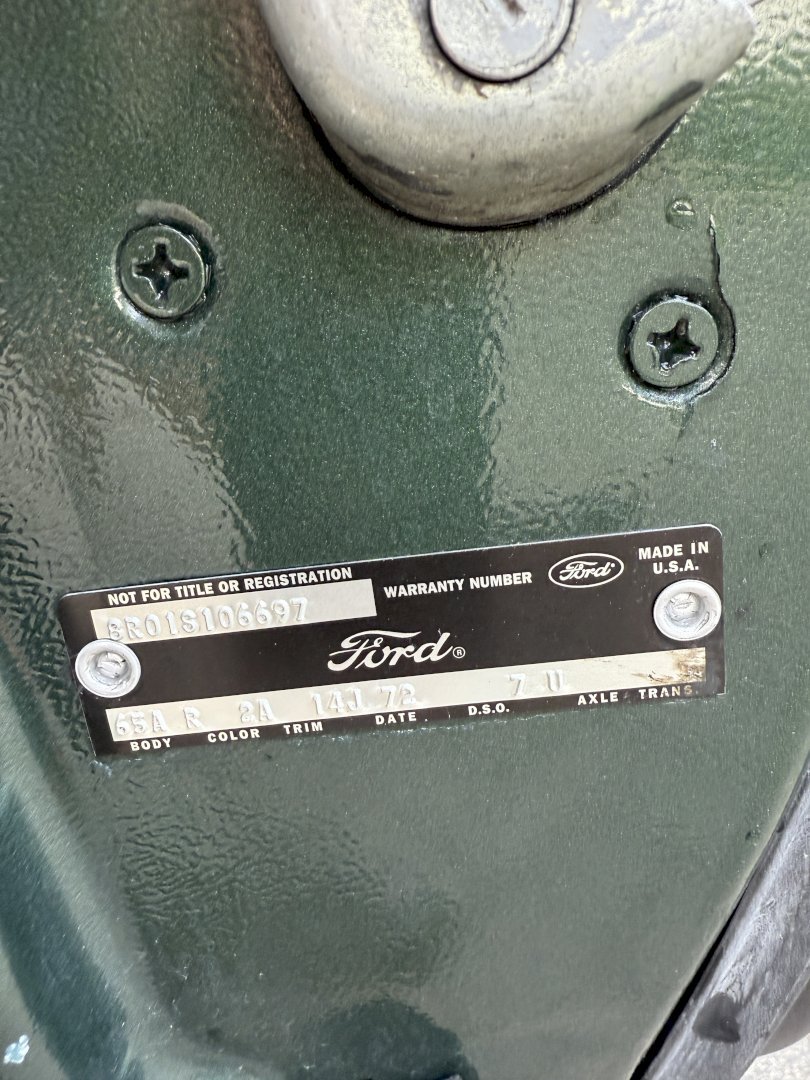 NOT FOR TITLE OR REGISTRATION
WARRANTY NUMBER
Ford
MADE IN
U.S.A.
8R01S106697
Ford®
65A R 2A 14J 72 7 U
BODY COLOR TRIM DATE D.S.O. AXLE TRANS.